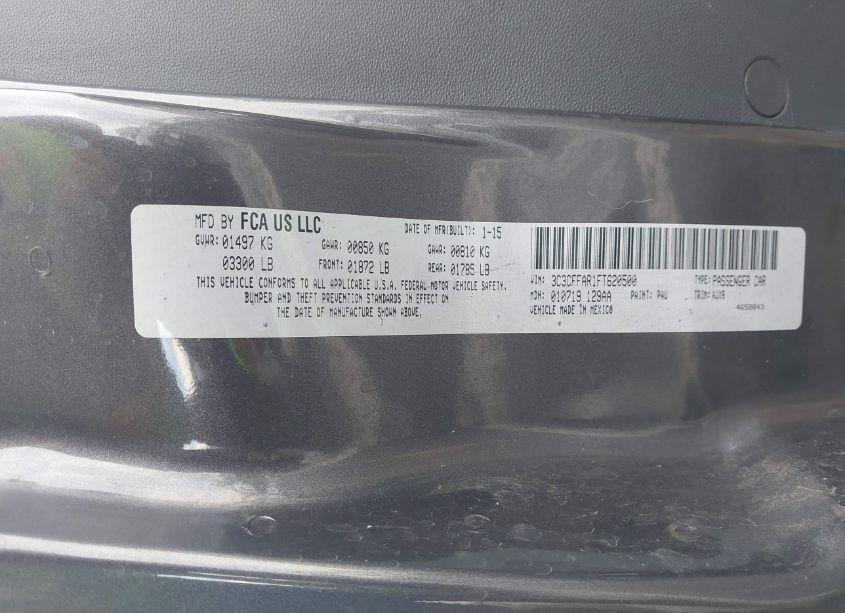 MFD BY FCA US LLC DATE OF MFR(BUILT): 1-15
GVWR: 01497 KG GAWR: 00850 KG GAWR: 00810 KG
03300 LB FRONT: 01872 LB REAR: 01785 LB
THIS VEHICLE CONFORMS TO ALL APPLICABLE U.S.A. FEDERAL MOTOR VEHICLE SAFETY,
BUMPER AND THEFT PREVENTION STANDARDS IN EFFECT ON
THE DATE OF MANUFACTURE SHOWN ABOVE.
VIN: 3C3CFFAR1FT620500 TYPE: PASSENGER CAR
MDH: 010719 129AA PAINT: PAU TRIM: AJX9
VEHICLE MADE IN MEXICO 4658043